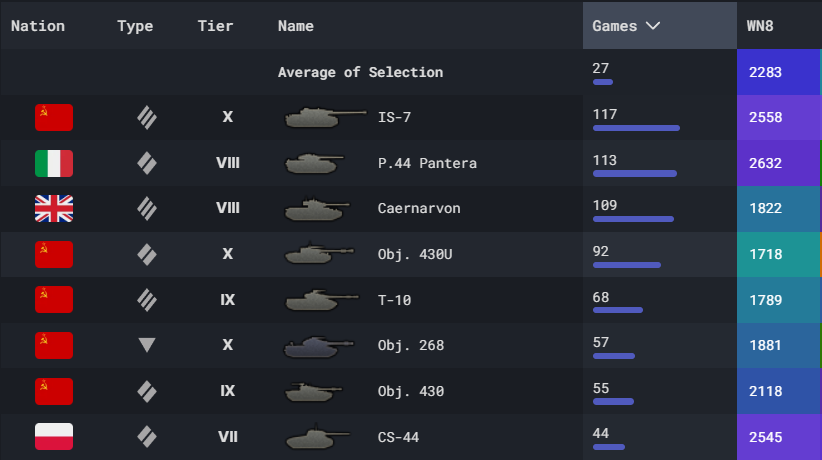 Nation Type Tier Name Games WN8
Average of Selection 27 2283
X IS-7 117 2558
VIII P.44 Pantera 113 2632
VIII Caernarvon 109 1822
X Obj. 430U 92 1718
IX T-10 68 1789
X Obj. 268 57 1881
IX Obj. 430 55 2118
VII CS-44 44 2545